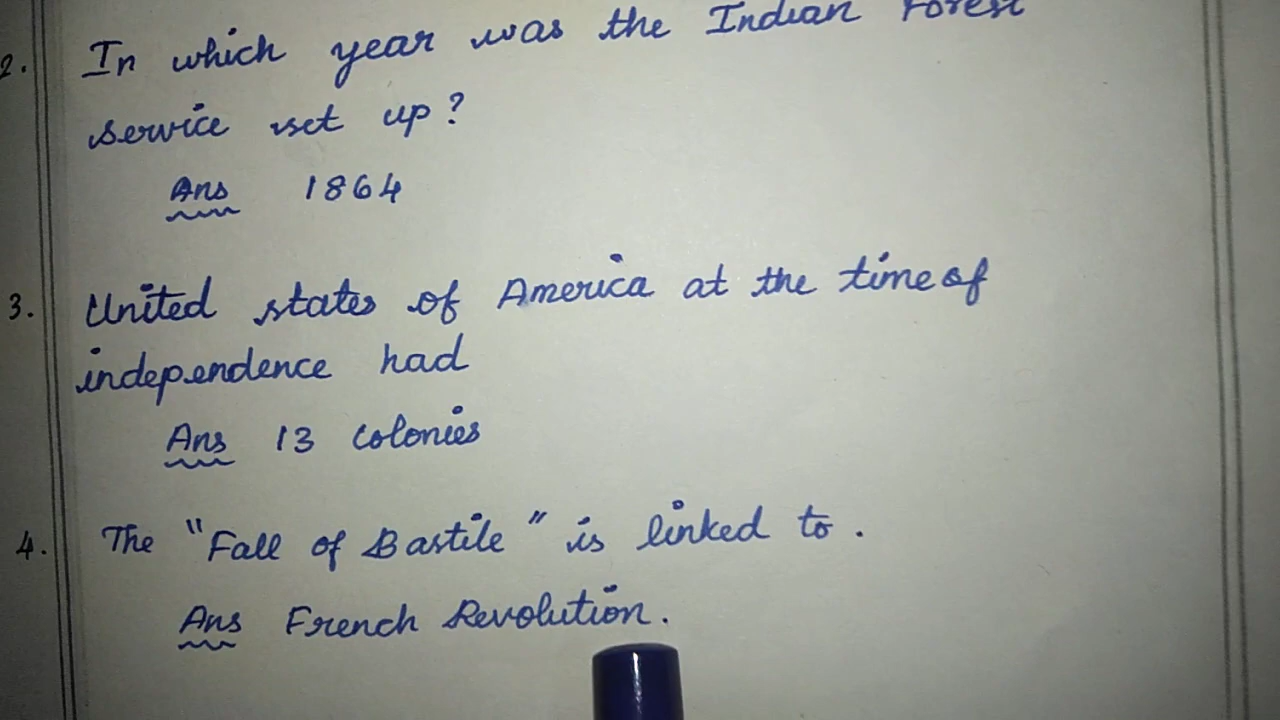 2. In which year was the Indian Forest
service set up?
Ans 1864
3. United states of America at the time of
independence had
Ans 13 colonies
4. The "Fall of Bastile" is linked to.
Ans French Revolution.